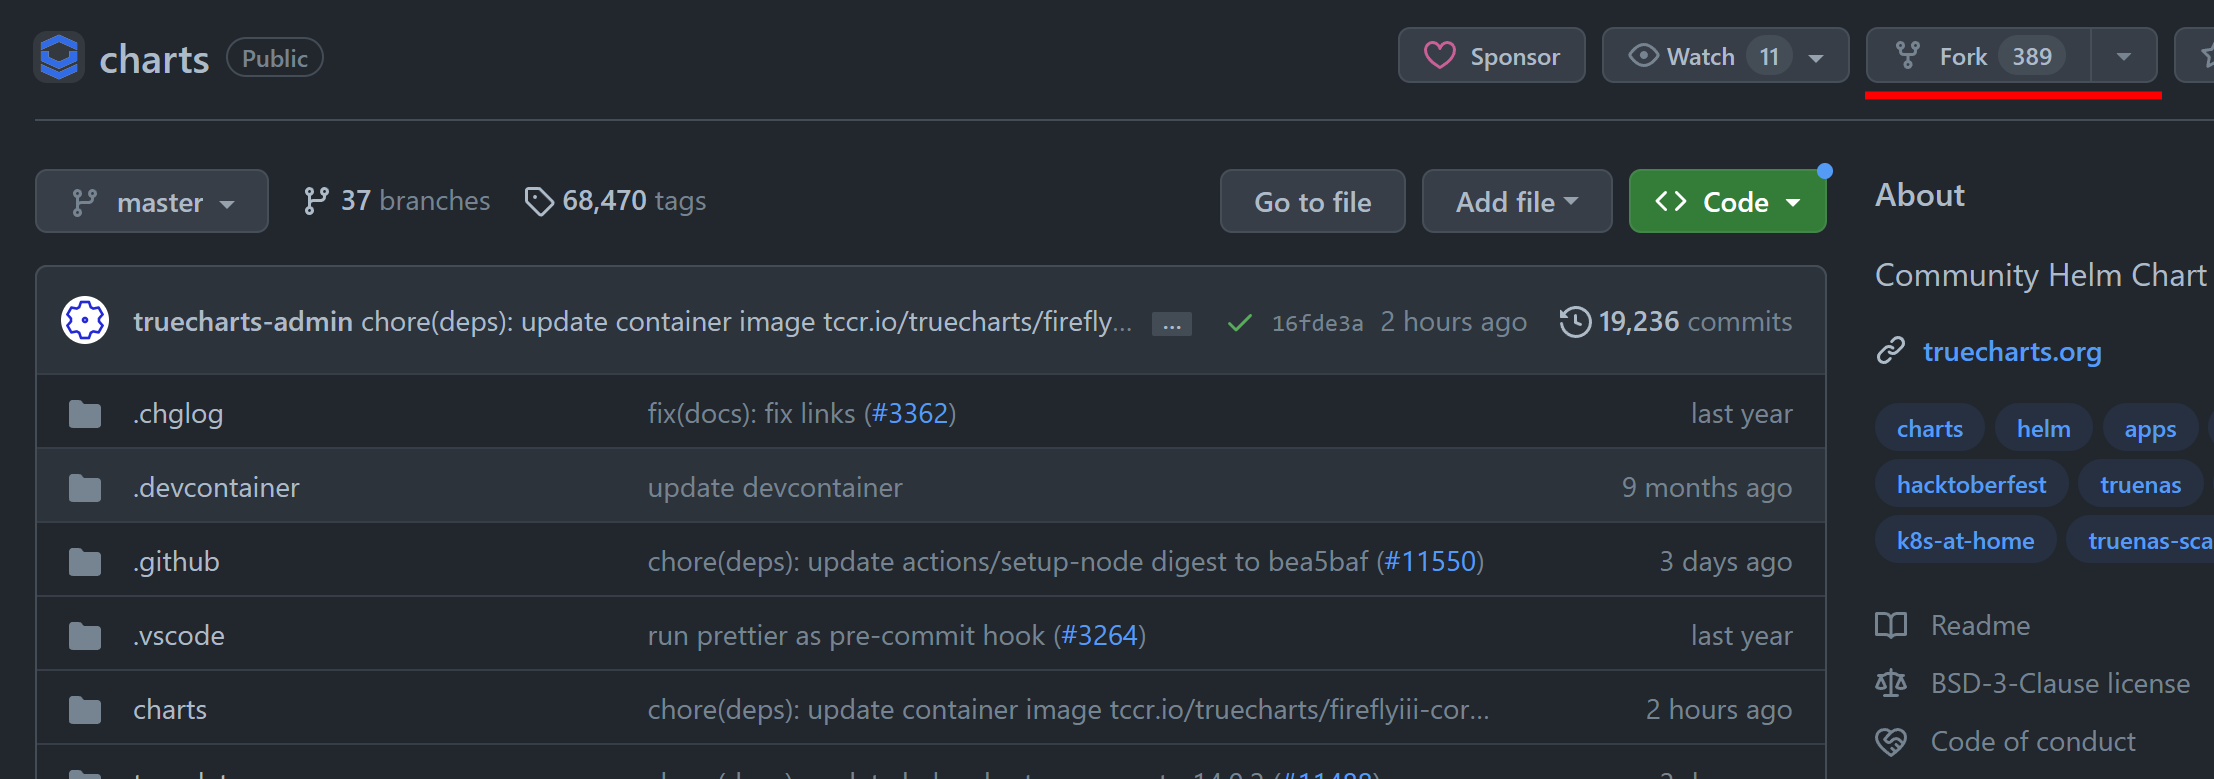 charts Public Sponsor Watch 11 Fork 389
master 37 branches 68,470 tags Go to file Add file Code
truecharts-admin chore(deps): update container image tccr.io/truecharts/firefly... ... 16fde3a 2 hours ago 19,236 commits
.chglog fix(docs): fix links (#3362) last year
.devcontainer update devcontainer 9 months ago
.github chore(deps): update actions/setup-node digest to bea5baf (#11550) 3 days ago
.vscode run prettier as pre-commit hook (#3264) last year
charts chore(deps): update container image tccr.io/truecharts/fireflyiii-cor... 2 hours ago
About
Community Helm Chart
truecharts.org
charts helm apps
hacktoberfest truenas
k8s-at-home truenas-sca
Readme
BSD-3-Clause license
Code of conduct